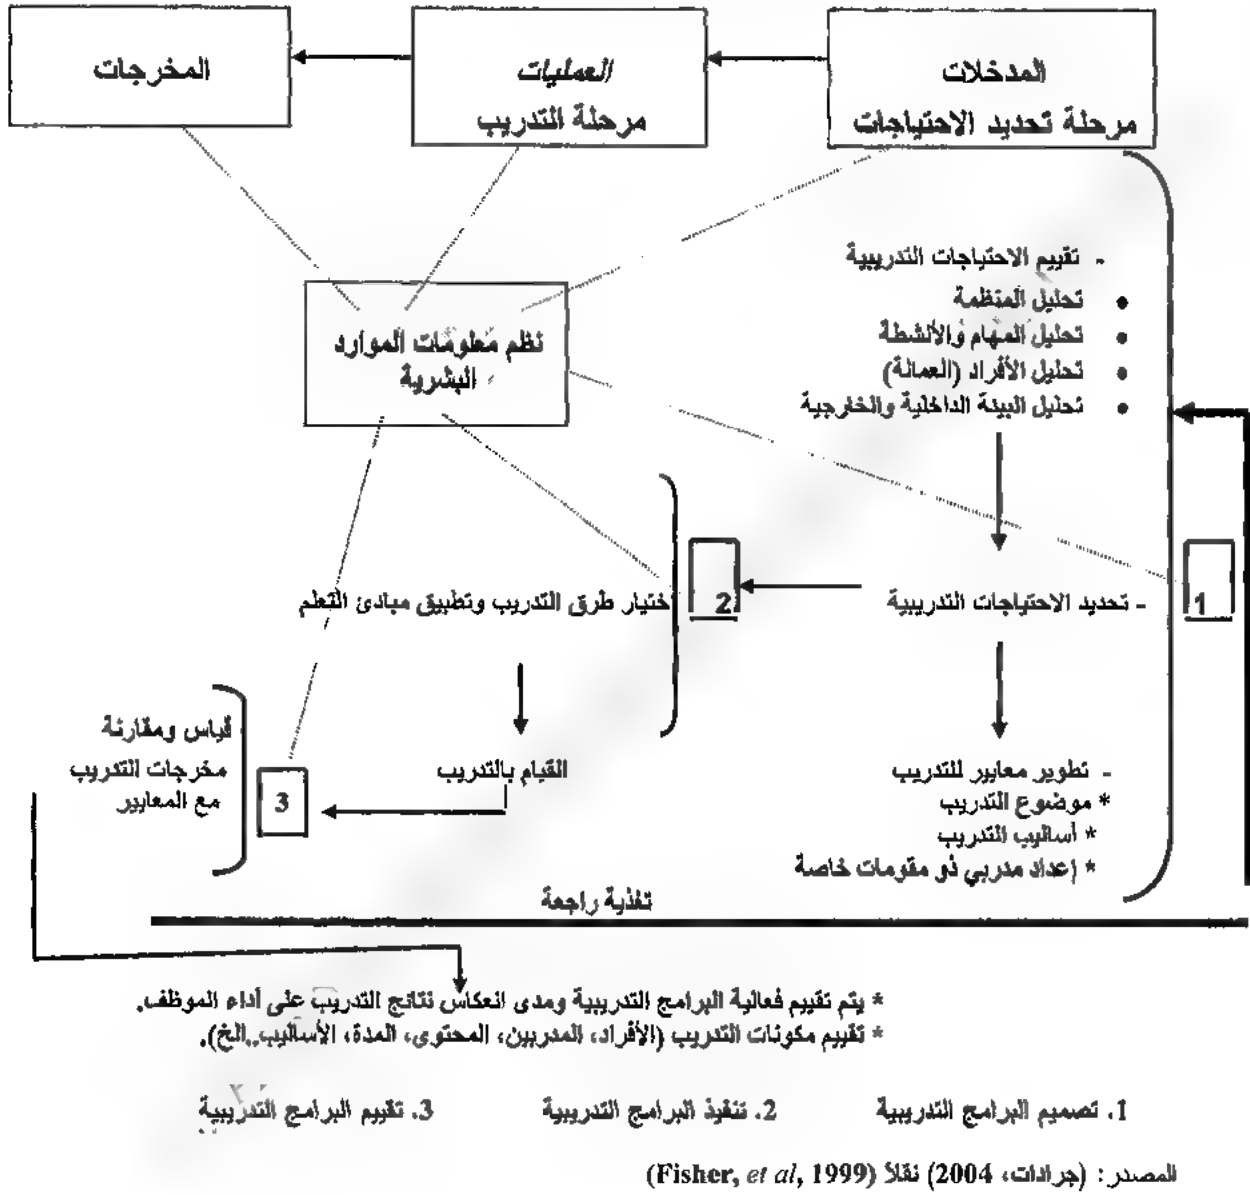 المدخلات
مرحلة تحديد الاحتياجات
العمليات
مرحلة التدريب
المخرجات
نظم معلومات الموارد
البشرية
- تقييم الاحتياجات التدريبية
• تحليل المنظمة
• تحليل المهام والأنشطة
• تحليل الأفراد (العمالة)
• تحليل البيئة الداخلية والخارجية
1
- تحديد الاحتياجات التدريبية
2
ختيار طرق التدريب وتطبيق مبادئ التعلم
- تطوير معايير للتدريب
* موضوع التدريب
* أساليب التدريب
* إعداد مدربي ذو مقومات خاصة
القيام بالتدريب
3
قياس ومقارنة
مخرجات التدريب
مع المعايير
تغذية راجعة
* يتم تقييم فعالية البرامج التدريبية ومدى انعكاس نتائج التدريب على أداء الموظف.
* تقييم مكونات التدريب (الأفراد، المدربين، المحتوى، المدة، الأساليب..الخ).
1. تصميم البرامج التدريبية 2. تنفيذ البرامج التدريبية 3. تقييم البرامج التدريبية
المصدر: (جرادات، 2004) نقلاً (Fisher, et al, 1999)